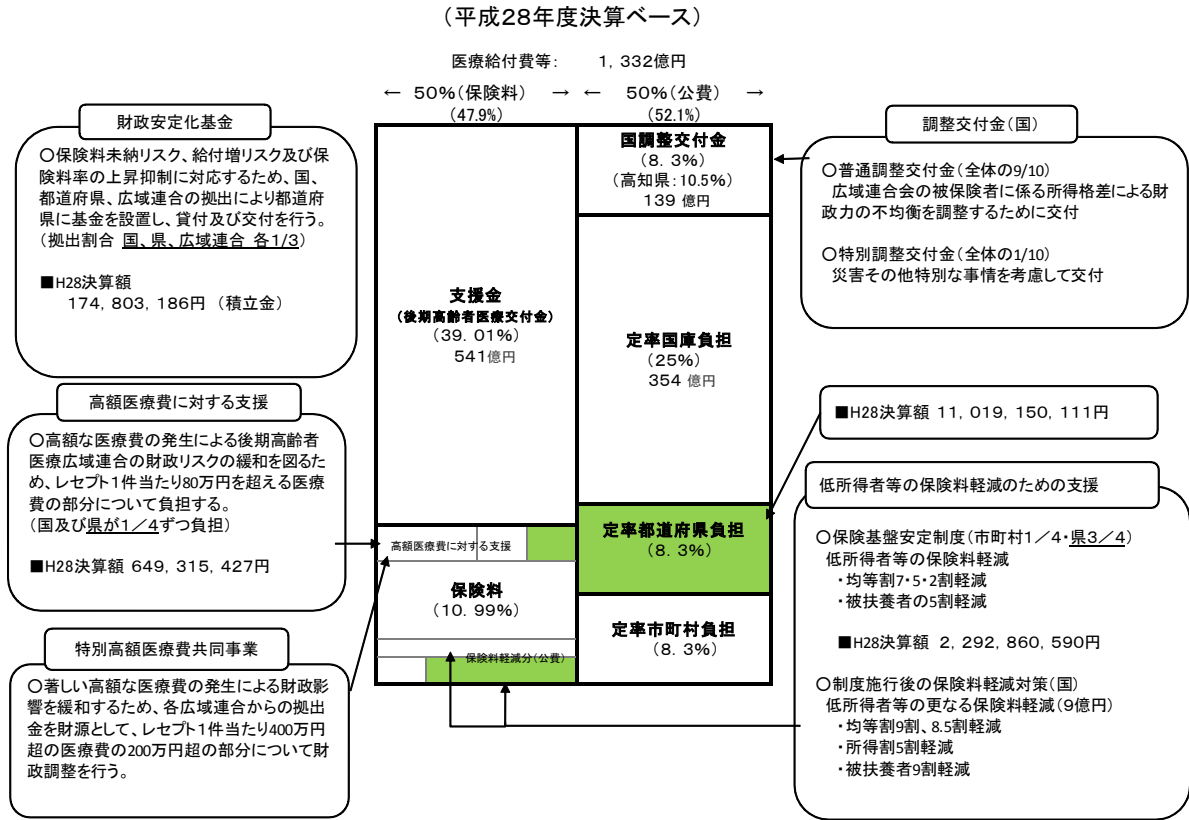 (平成28年度決算ベース)
医療給付費等: 1,332億円
← 50%(保険料) → ← 50%(公費) →
(47.9%) (52.1%)
財政安定化基金
○保険料未納リスク、給付増リスク及び保
険料率の上昇抑制に対応するため、国、
都道府県、広域連合の拠出により都道府
県に基金を設置し、貸付及び交付を行う。
(拠出割合 国、県、広域連合 各1/3)
■H28決算額
174,803,186円 (積立金)
高額医療費に対する支援
○高額な医療費の発生による後期高齢者
医療広域連合の財政リスクの緩和を図るた
め、レセプト1件当たり80万円を超える医療
費の部分について負担する。
(国及び県が1/4ずつ負担)
■H28決算額 649,315,427円
特別高額医療費共同事業
○著しい高額な医療費の発生による財政影
響を緩和するため、各広域連合からの拠出
金を財源として、レセプト1件当たり400万円
超の医療費の200万円超の部分について財
政調整を行う。
支援金
(後期高齢者医療交付金)
(39.01%)
541億円
高額医療費に対する支援
保険料
(10.99%)
保険料軽減分(公費)
国調整交付金
(8.3%)
(高知県:10.5%)
139 億円
定率国庫負担
(25%)
354 億円
定率都道府県負担
(8.3%)
定率市町村負担
(8.3%)
調整交付金(国)
○普通調整交付金(全体の9/10)
広域連合会の被保険者に係る所得格差による財
政力の不均衡を調整するために交付
○特別調整交付金(全体の1/10)
災害その他特別な事情を考慮して交付
■H28決算額 11,019,150,111円
低所得者等の保険料軽減のための支援
○保険基盤安定制度(市町村1/4・県3/4)
低所得者等の保険料軽減
・均等割7・5・2割軽減
・被扶養者の5割軽減
■H28決算額 2,292,860,590円
○制度施行後の保険料軽減対策(国)
低所得者等の更なる保険料軽減(9億円)
・均等割9割、8.5割軽減
・所得割5割軽減
・被扶養者9割軽減